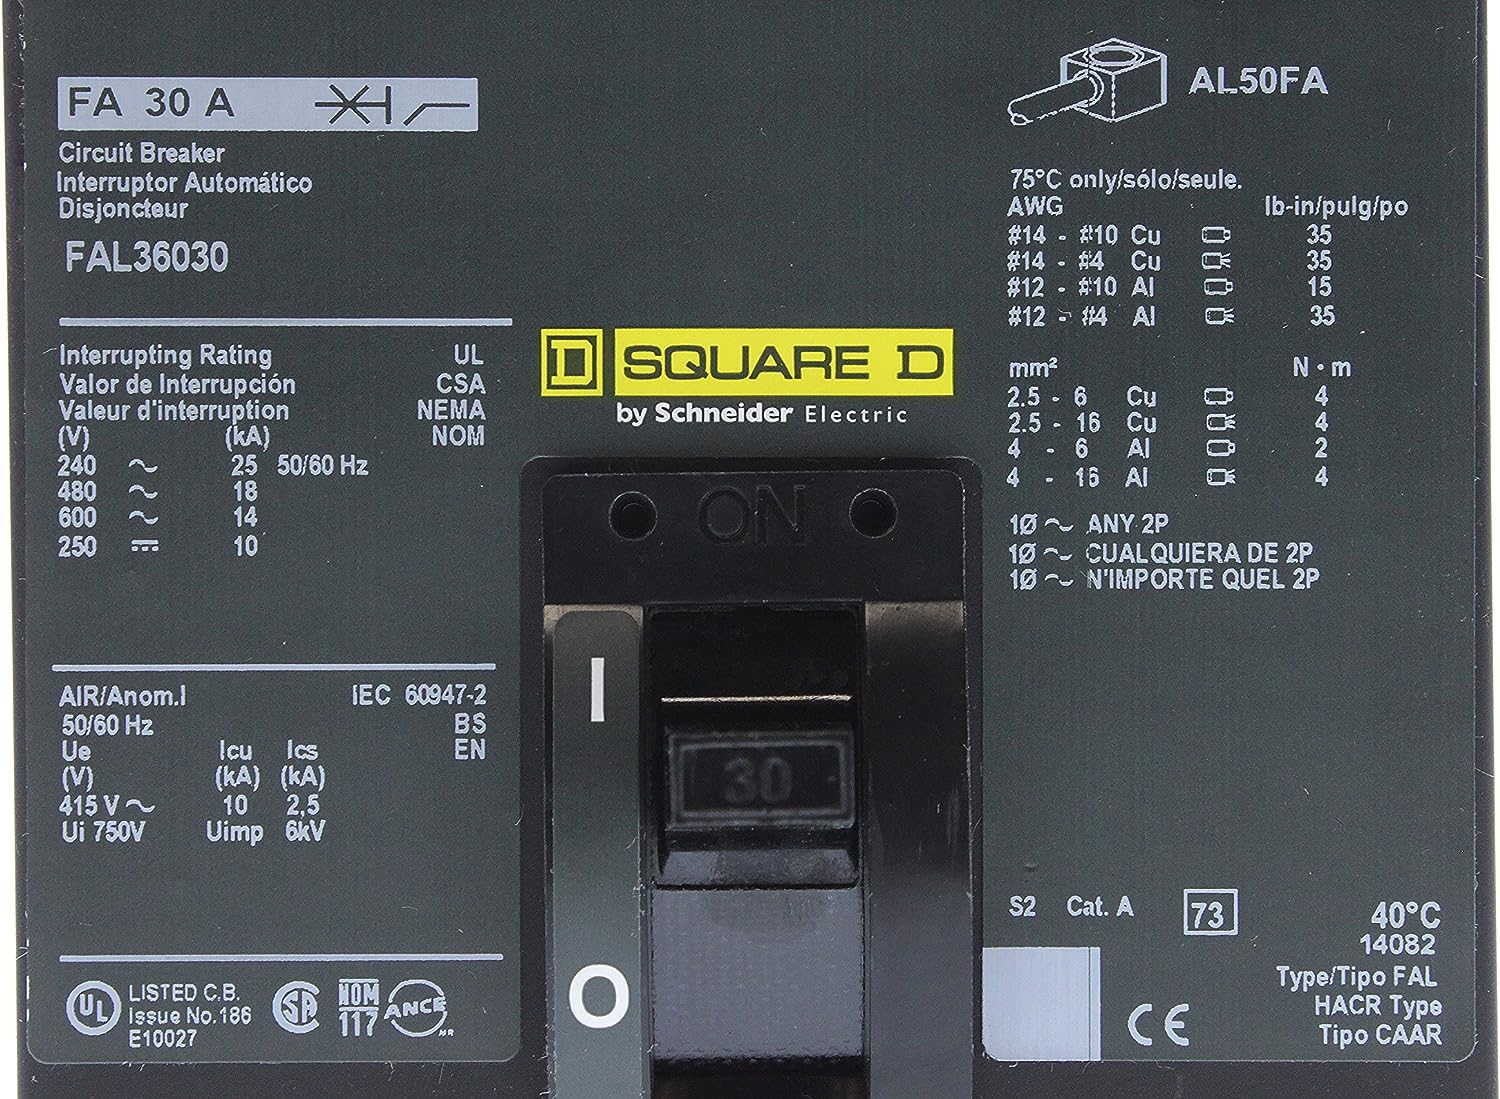 FA 30 A
Circuit Breaker
Interruptor Automático
Disjoncteur
FAL36030
Interrupting Rating UL
Valor de Interrupción CSA
Valeur d'interruption NEMA
(V) (kA) NOM
240 ~ 25 50/60 Hz
480 ~ 18
600 ~ 14
250 ⎓ 10
AIR/Anom.I IEC 60947-2
50/60 Hz BS
Ue Icu Ics EN
(V) (kA) (kA)
415 V ~ 10 2,5
Ui 750V Uimp 6kV
UL LISTED C.B.
Issue No.186
E10027
SA
NOM
117
ANCE
MR
D SQUARE D
by Schneider Electric
ON
I
30
O
AL50FA
75°C only/sólo/seule.
AWG lb-in/pulg/po
#14 - #10 Cu 35
#14 - #4 Cu 35
#12 - #10 Al 15
#12 - #4 Al 35
mm² N·m
2.5 - 6 Cu 4
2.5 - 16 Cu 4
4 - 6 Al 2
4 - 16 Al 4
1Ø ~ ANY 2P
1Ø ~ CUALQUIERA DE 2P
1Ø ~ N'IMPORTE QUEL 2P
S2 Cat. A 73 40°C
14082
Type/Tipo FAL
HACR Type
Tipo CAAR
CE